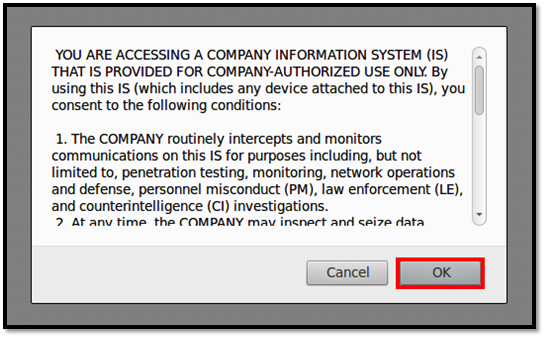 YOU ARE ACCESSING A COMPANY INFORMATION SYSTEM (IS)
THAT IS PROVIDED FOR COMPANY-AUTHORIZED USE ONLY. By
using this IS (which includes any device attached to this IS), you
consent to the following conditions:
1. The COMPANY routinely intercepts and monitors
communications on this IS for purposes including, but not
limited to, penetration testing, monitoring, network operations
and defense, personnel misconduct (PM), law enforcement (LE),
and counterintelligence (CI) investigations.
2. At any time, the COMPANY may inspect and seize data
Cancel
OK